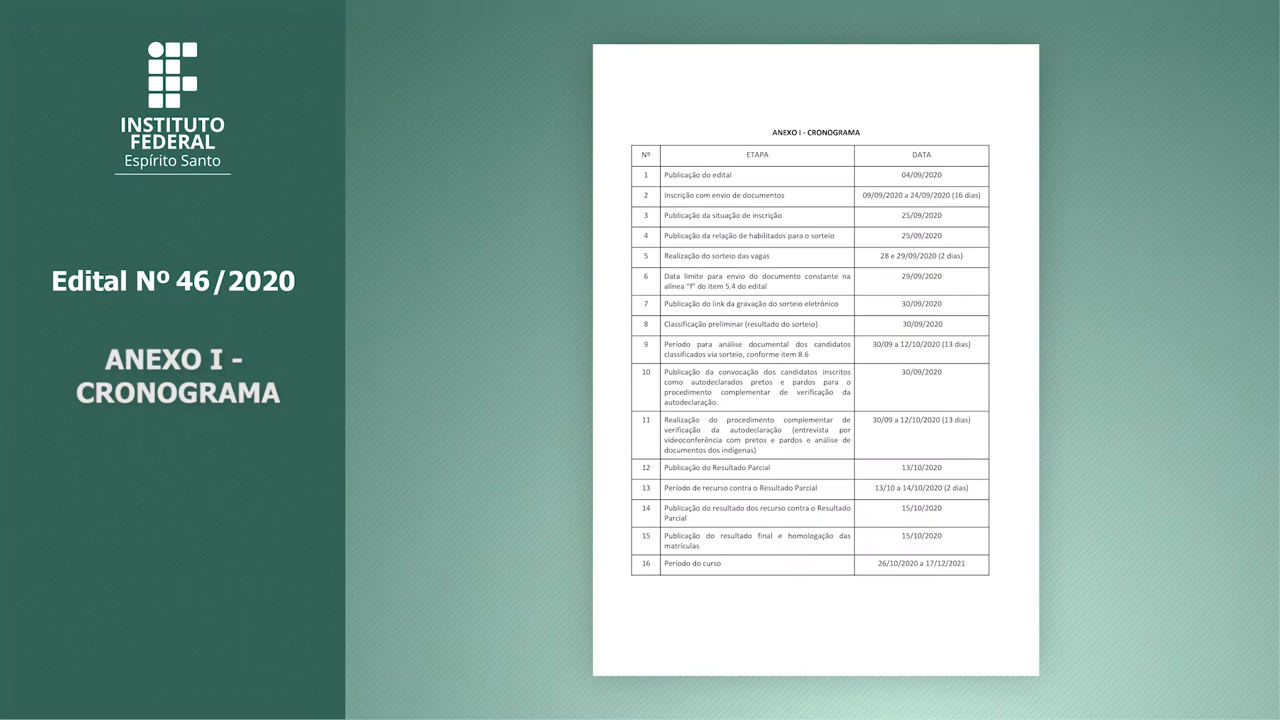 INSTITUTO
FEDERAL
Espírito Santo
Edital Nº 46/2020
ANEXO I -
CRONOGRAMA
ANEXO I - CRONOGRAMA
Nº ETAPA DATA
1 Publicação do edital 04/09/2020
2 Inscrição com envio de documentos 09/09/2020 a 24/09/2020 (16 dias)
3 Publicação da situação de inscrição 25/09/2020
4 Publicação da relação de habilitados para o sorteio 25/09/2020
5 Realização do sorteio das vagas 28 e 29/09/2020 (2 dias)
6 Data limite para envio do documento constante na 29/09/2020
alínea "f" do item 5.4 do edital
7 Publicação do link da gravação do sorteio eletrônico 30/09/2020
8 Classificação preliminar (resultado do sorteio) 30/09/2020
9 Período para análise documental dos candidatos 30/09 a 12/10/2020 (13 dias)
classificados via sorteio, conforme item 8.6
10 Publicação da convocação dos candidatos inscritos 30/09/2020
como autodeclarados pretos e pardos para o
procedimento complementar de verificação da
autodeclaração.
11 Realização do procedimento complementar de 30/09 a 12/10/2020 (13 dias)
verificação da autodeclaração (entrevista por
videoconferência com pretos e pardos e análise de
documentos dos indígenas)
12 Publicação do Resultado Parcial 13/10/2020
13 Período de recurso contra o Resultado Parcial 13/10 a 14/10/2020 (2 dias)
14 Publicação do resultado dos recurso contra o Resultado 15/10/2020
Parcial
15 Publicação do resultado final e homologação das 15/10/2020
matrículas
16 Período do curso 26/10/2020 a 17/12/2021